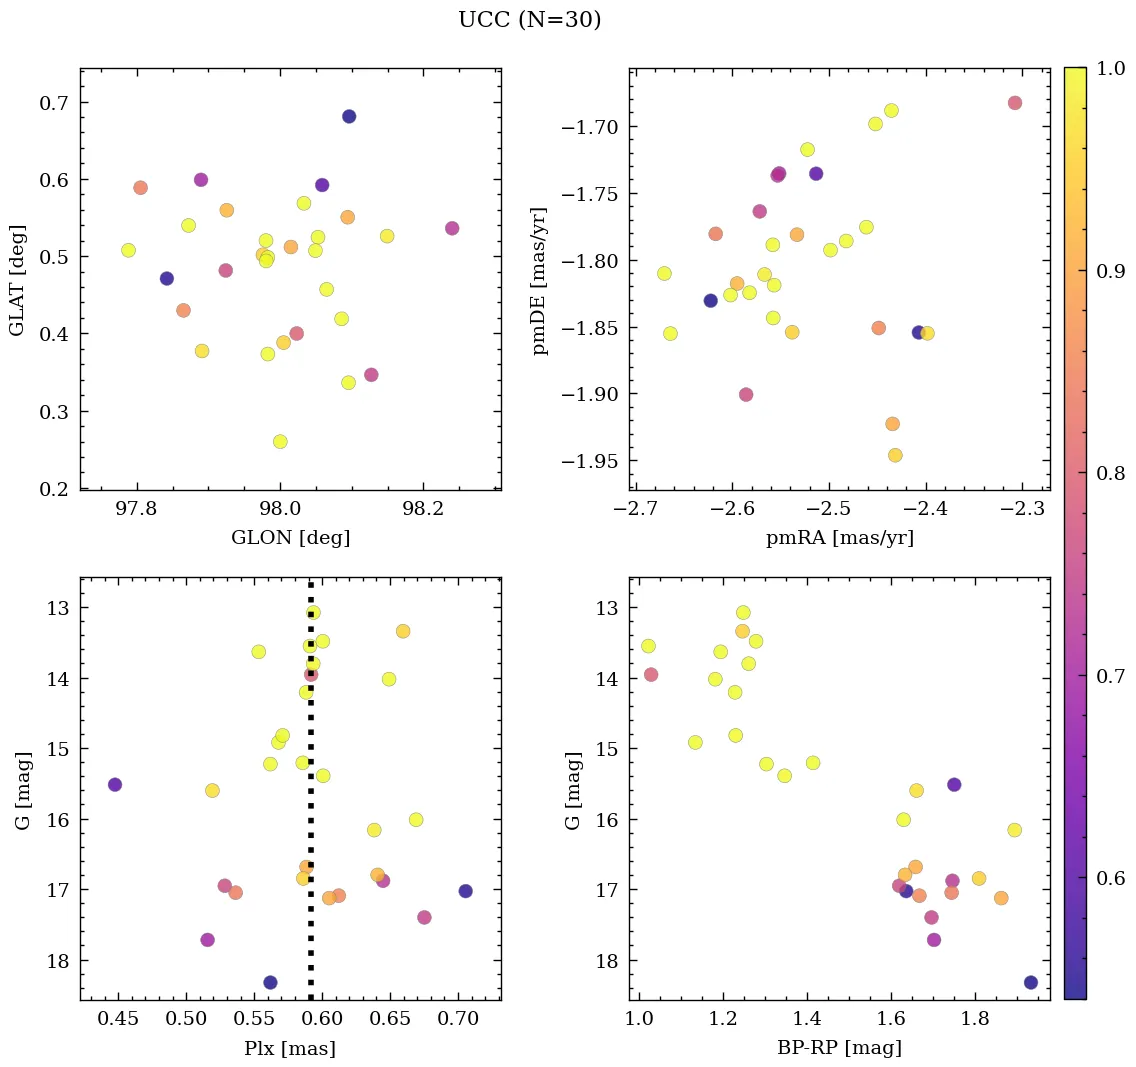 UCC (N=30)
0.7
0.6
0.5
0.4
0.3
0.2
GLAT [deg]
97.8 98.0 98.2
GLON [deg]
−1.70
−1.75
−1.80
−1.85
−1.90
−1.95
pmDE [mas/yr]
−2.7 −2.6 −2.5 −2.4 −2.3
pmRA [mas/yr]
13
14
15
16
17
18
G [mag]
0.45 0.50 0.55 0.60 0.65 0.70
Plx [mas]
13
14
15
16
17
18
G [mag]
1.0 1.2 1.4 1.6 1.8
BP-RP [mag]
1.0
0.9
0.8
0.7
0.6